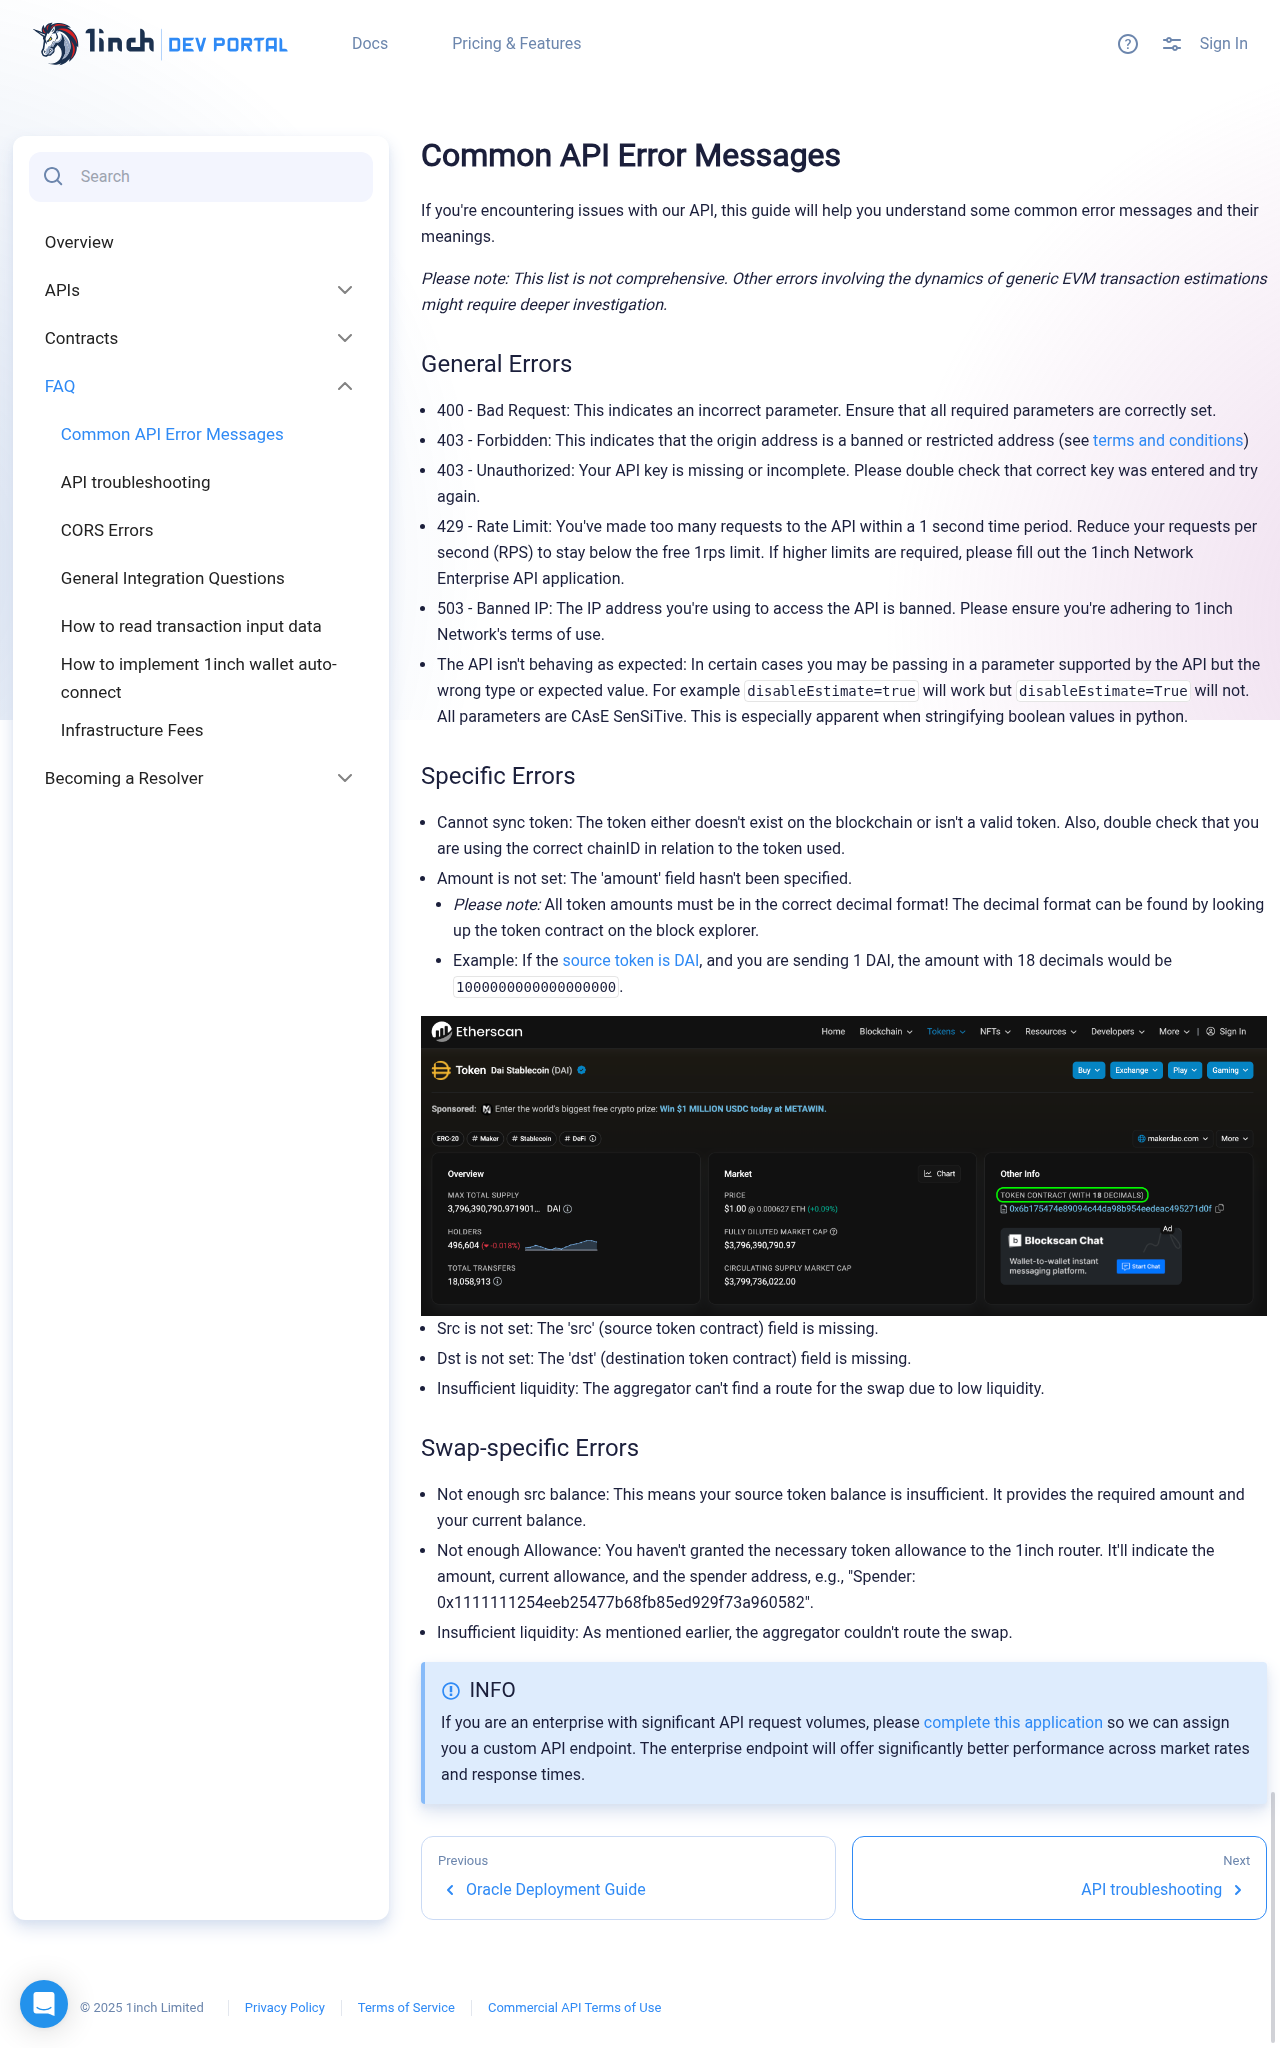 1inch DEV PORTAL
Docs
Pricing & Features
Sign In
Search
Overview
APIs
Contracts
FAQ
Common API Error Messages
API troubleshooting
CORS Errors
General Integration Questions
How to read transaction input data
How to implement 1inch wallet auto-
connect
Infrastructure Fees
Becoming a Resolver
Common API Error Messages
If you're encountering issues with our API, this guide will help you understand some common error messages and their
meanings.
Please note: This list is not comprehensive. Other errors involving the dynamics of generic EVM transaction estimations
might require deeper investigation.
General Errors
• 400 - Bad Request: This indicates an incorrect parameter. Ensure that all required parameters are correctly set.
• 403 - Forbidden: This indicates that the origin address is a banned or restricted address (see terms and conditions)
• 403 - Unauthorized: Your API key is missing or incomplete. Please double check that correct key was entered and try
again.
• 429 - Rate Limit: You've made too many requests to the API within a 1 second time period. Reduce your requests per
second (RPS) to stay below the free 1rps limit. If higher limits are required, please fill out the 1inch Network
Enterprise API application.
• 503 - Banned IP: The IP address you're using to access the API is banned. Please ensure you're adhering to 1inch
Network's terms of use.
• The API isn't behaving as expected: In certain cases you may be passing in a parameter supported by the API but the
wrong type or expected value. For example disableEstimate=true will work but disableEstimate=True will not.
All parameters are CAsE SenSiTive. This is especially apparent when stringifying boolean values in python.
Specific Errors
• Cannot sync token: The token either doesn't exist on the blockchain or isn't a valid token. Also, double check that you
are using the correct chainID in relation to the token used.
• Amount is not set: The 'amount' field hasn't been specified.
• Please note: All token amounts must be in the correct decimal format! The decimal format can be found by looking
up the token contract on the block explorer.
• Example: If the source token is DAI, and you are sending 1 DAI, the amount with 18 decimals would be
1000000000000000000.
Etherscan
Home Blockchain Tokens NFTs Resources Developers More | Sign In
Token Dai Stablecoin (DAI)
Buy Exchange Play Gaming
Sponsored: Enter the world's biggest free crypto prize: Win $1 MILLION USDC today at METAWIN.
ERC-20 # Maker # Stablecoin # DeFi
makerdao.com More
Overview
MAX TOTAL SUPPLY
3,796,390,790.971901... DAI
HOLDERS
496,604 (-0.018%)
TOTAL TRANSFERS
18,058,913
Market
Chart
PRICE
$1.00 @ 0.000627 ETH (+0.09%)
FULLY DILUTED MARKET CAP
$3,796,390,790.97
CIRCULATING SUPPLY MARKET CAP
$3,799,736,022.00
Other Info
TOKEN CONTRACT (WITH 18 DECIMALS)
0x6b175474e89094c44da98b954eedeac495271d0f
Ad
Blockscan Chat
Wallet-to-wallet instant
messaging platform.
Start Chat
• Src is not set: The 'src' (source token contract) field is missing.
• Dst is not set: The 'dst' (destination token contract) field is missing.
• Insufficient liquidity: The aggregator can't find a route for the swap due to low liquidity.
Swap-specific Errors
• Not enough src balance: This means your source token balance is insufficient. It provides the required amount and
your current balance.
• Not enough Allowance: You haven't granted the necessary token allowance to the 1inch router. It'll indicate the
amount, current allowance, and the spender address, e.g., "Spender:
0x1111111254eeb25477b68fb85ed929f73a960582".
• Insufficient liquidity: As mentioned earlier, the aggregator couldn't route the swap.
INFO
If you are an enterprise with significant API request volumes, please complete this application so we can assign
you a custom API endpoint. The enterprise endpoint will offer significantly better performance across market rates
and response times.
Previous
Oracle Deployment Guide
Next
API troubleshooting
© 2025 1inch Limited
Privacy Policy
Terms of Service
Commercial API Terms of Use